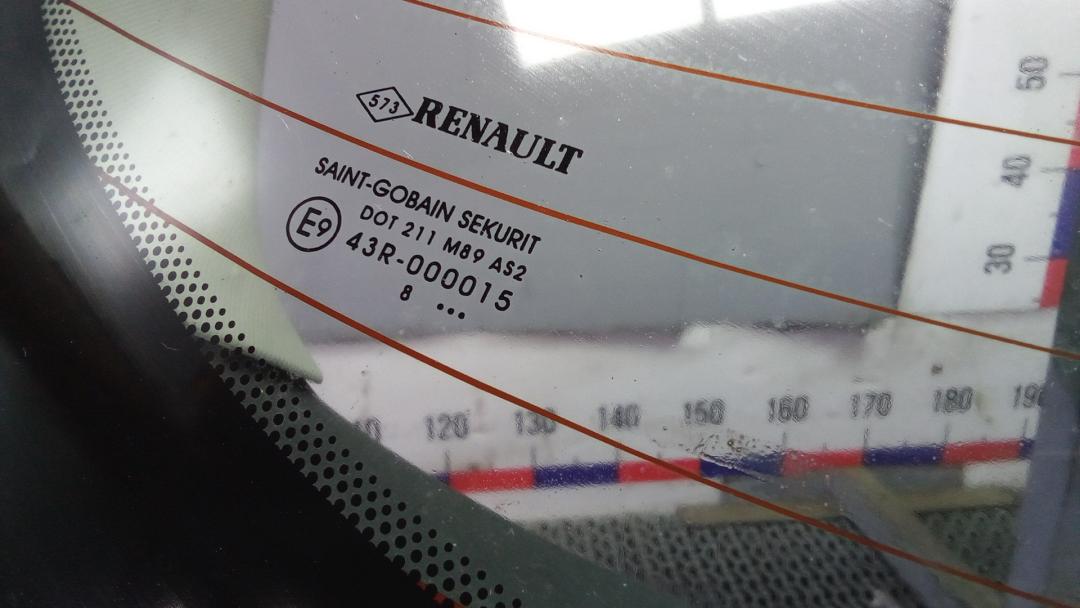 573 RENAULT
SAINT-GOBAIN SEKURIT
DOT 211 M89 AS2
E9 43R-000015
8 ...
50
40
30
120 130 140 150 160 170 180 190